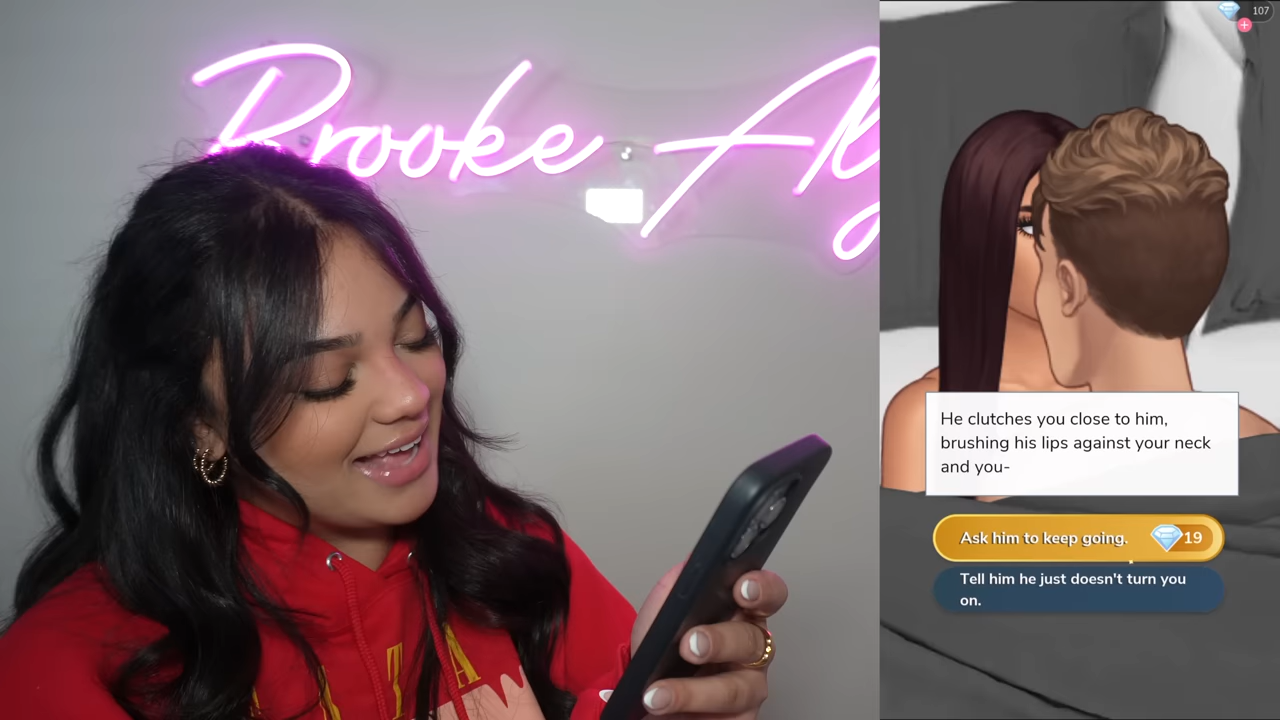 Brooke Aly
107
He clutches you close to him,
brushing his lips against your neck
and you-
Ask him to keep going.
19
Tell him he just doesn't turn you
on.